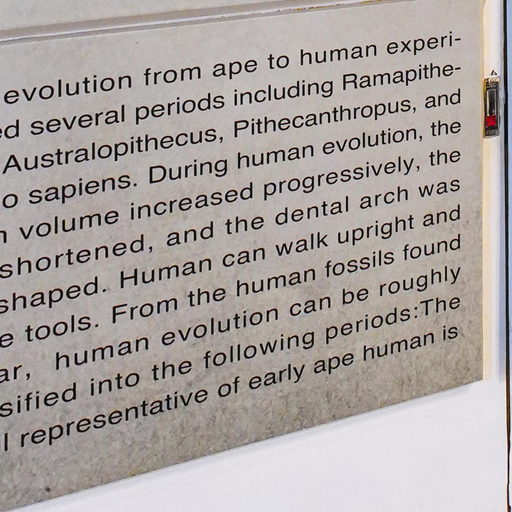 evolution from ape to human experi-
ed several periods including Ramapithe-
Australopithecus, Pithecanthropus, and
o sapiens. During human evolution, the
volume increased progressively, the
shortened, and the dental arch was
shaped. Human can walk upright and
e tools. From the human fossils found
ar, human evolution can be roughly
sified into the following periods:The
l representative of early ape human is